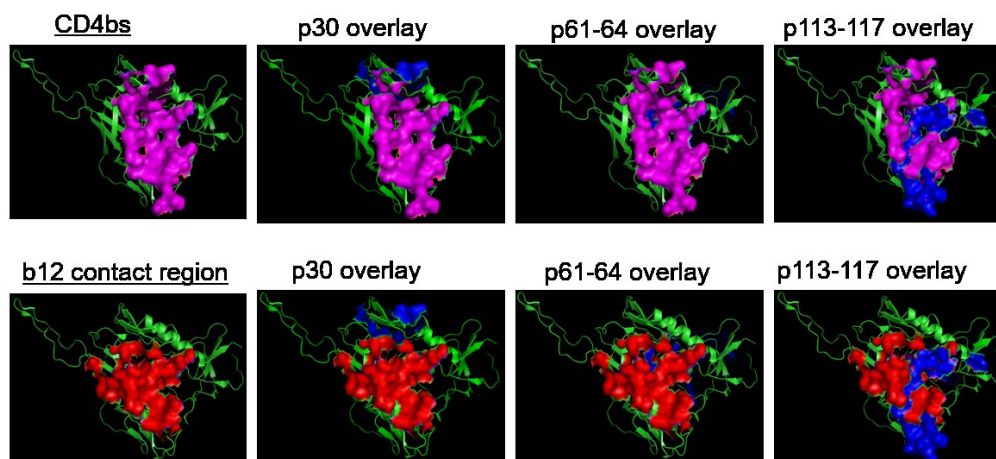 CD4bs
p30 overlay
p61-64 overlay
p113-117 overlay
b12 contact region
p30 overlay
p61-64 overlay
p113-117 overlay